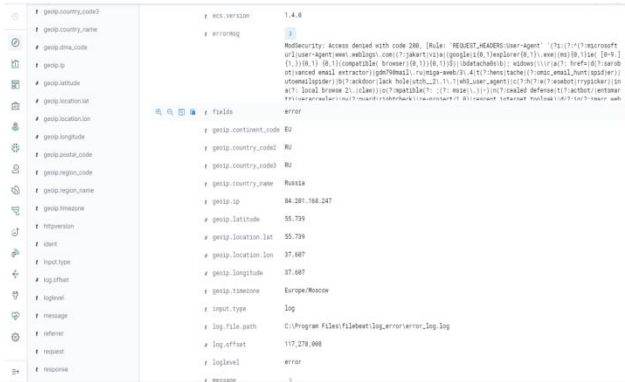 t geoip.country_code3
t geoip.country_name
# geoip.dma_code
t geoip.ip
# geoip.latitude
# geoip.location.lat
# geoip.location.lon
# geoip.longitude
t geoip.postal_code
t geoip.region_code
t geoip.region_name
t geoip.timezone
t httpversion
t ident
t input.type
# log.offset
t loglevel
t message
t referrer
t request
t response
t ecs.version 1.4.0
t errormsg
ModSecurity: Access denied with code 200, [Rule: 'REQUEST_HEADERS:User-Agent'
t fields error
t geoip.continent_code EU
t geoip.country_code2 RU
t geoip.country_code3 RU
t geoip.country_name Russia
t geoip.ip 84.201.168.247
# geoip.latitude 55.739
# geoip.location.lat 55.739
# geoip.location.lon 37.607
# geoip.longitude 37.607
t geoip.timezone Europe/Moscow
t input.type log
t log.file.path C:\Program Files\filebeat\log_error\error_log.log
# log.offset 117,270,008
t loglevel error
t message